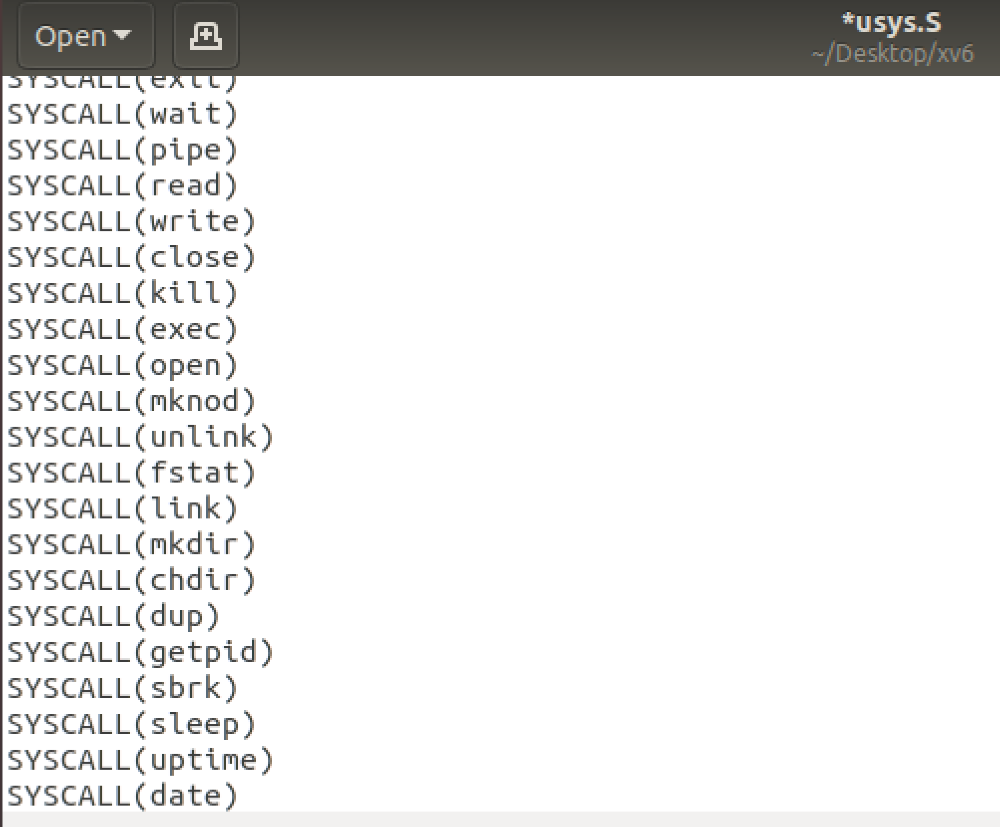 Open
*usys.S
~/Desktop/xv6
SYSCALL(exit)
SYSCALL(wait)
SYSCALL(pipe)
SYSCALL(read)
SYSCALL(write)
SYSCALL(close)
SYSCALL(kill)
SYSCALL(exec)
SYSCALL(open)
SYSCALL(mknod)
SYSCALL(unlink)
SYSCALL(fstat)
SYSCALL(link)
SYSCALL(mkdir)
SYSCALL(chdir)
SYSCALL(dup)
SYSCALL(getpid)
SYSCALL(sbrk)
SYSCALL(sleep)
SYSCALL(uptime)
SYSCALL(date)